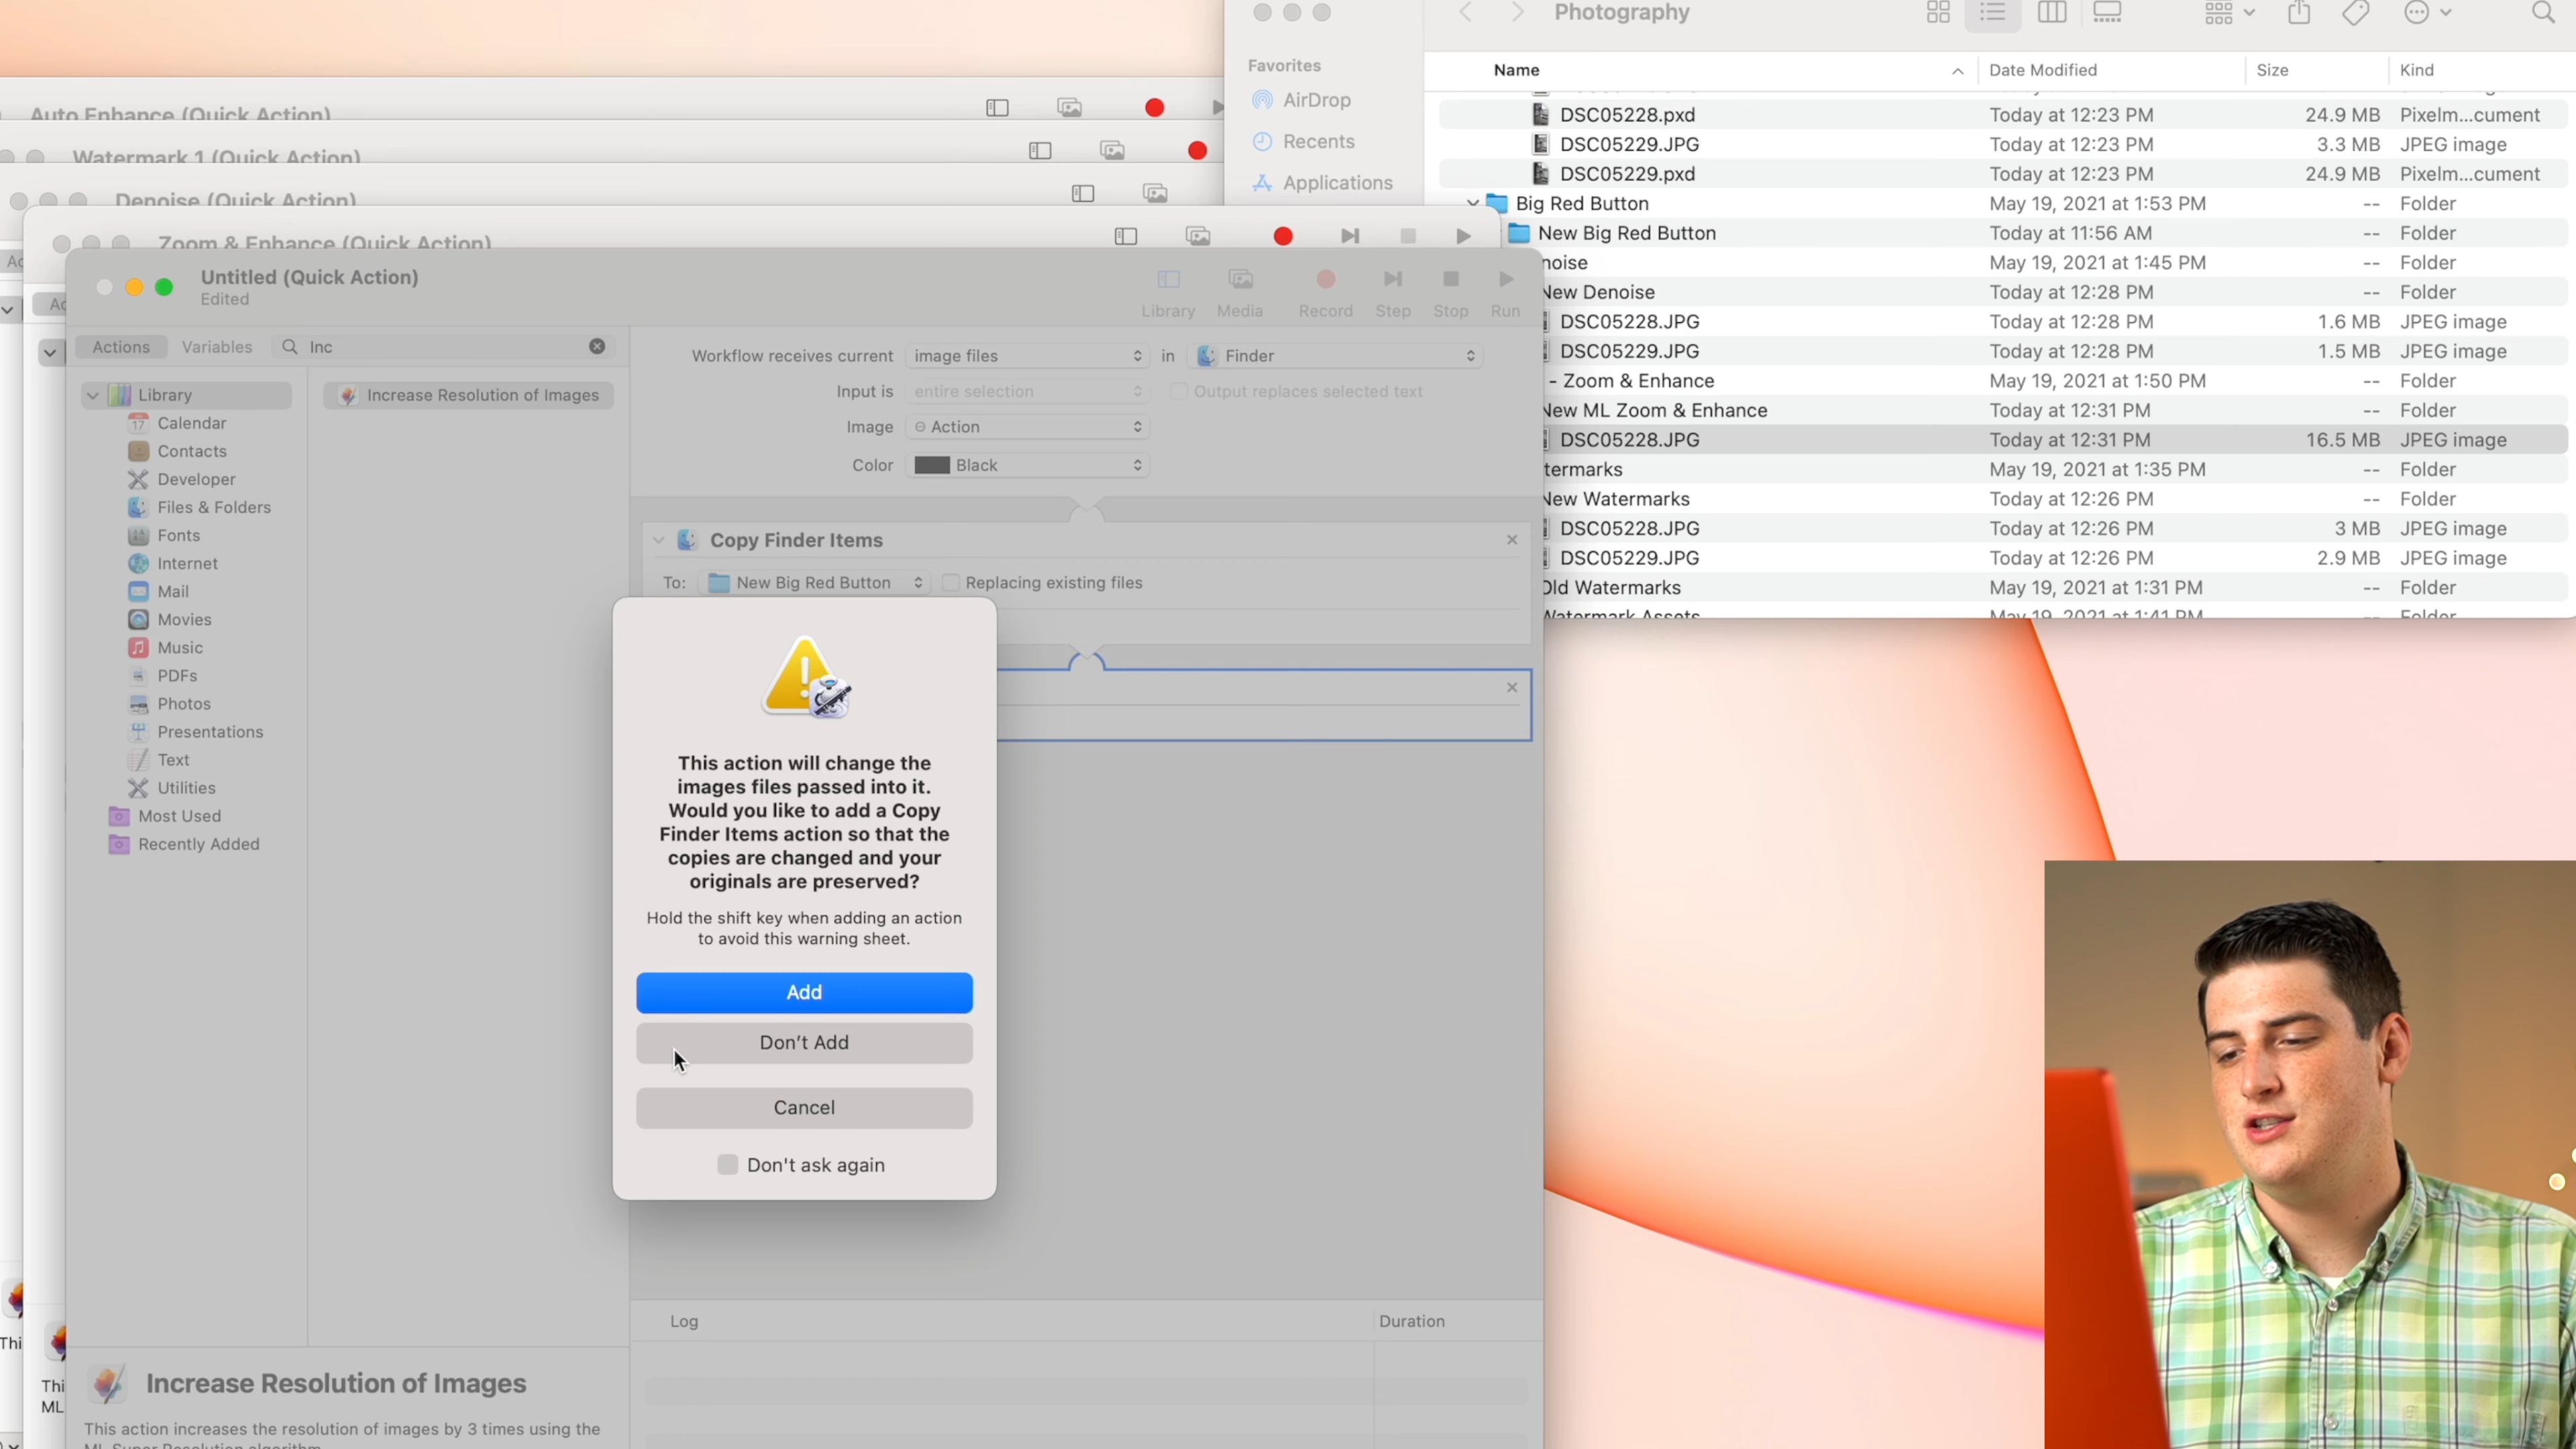 Photography
Favorites
AirDrop
Recents
Applications
Name
Date Modified
Size
Kind
DSC05228.pxd Today at 12:23 PM 24.9 MB Pixelm...cument
DSC05229.JPG Today at 12:23 PM 3.3 MB JPEG image
DSC05229.pxd Today at 12:23 PM 24.9 MB Pixelm...cument
Big Red Button May 19, 2021 at 1:53 PM -- Folder
New Big Red Button Today at 11:56 AM -- Folder
noise May 19, 2021 at 1:45 PM -- Folder
New Denoise Today at 12:28 PM -- Folder
DSC05228.JPG Today at 12:28 PM 1.6 MB JPEG image
DSC05229.JPG Today at 12:28 PM 1.5 MB JPEG image
- Zoom & Enhance May 19, 2021 at 1:50 PM -- Folder
New ML Zoom & Enhance Today at 12:31 PM -- Folder
DSC05228.JPG Today at 12:31 PM 16.5 MB JPEG image
termarks May 19, 2021 at 1:35 PM -- Folder
New Watermarks Today at 12:26 PM -- Folder
DSC05228.JPG Today at 12:26 PM 3 MB JPEG image
DSC05229.JPG Today at 12:26 PM 2.9 MB JPEG image
Old Watermarks May 19, 2021 at 1:31 PM -- Folder
Watermark Assets May 19, 2021 at 1:41 PM -- Folder
Auto Enhance (Quick Action)
Watermark 1 (Quick Action)
Denoise (Quick Action)
Zoom & Enhance (Quick Action)
Untitled (Quick Action)
Edited
Library Media Record Step Stop Run
Actions Variables Inc
Library
Calendar
Contacts
Developer
Files & Folders
Fonts
Internet
Mail
Movies
Music
PDFs
Photos
Presentations
Text
Utilities
Most Used
Recently Added
Increase Resolution of Images
Workflow receives current image files in Finder
Input is entire selection Output replaces selected text
Image Action
Color Black
Copy Finder Items
To: New Big Red Button Replacing existing files
This action will change the
images files passed into it.
Would you like to add a Copy
Finder Items action so that the
copies are changed and your
originals are preserved?
Hold the shift key when adding an action
to avoid this warning sheet.
Add
Don't Add
Cancel
Don't ask again
Log Duration
Increase Resolution of Images
This action increases the resolution of images by 3 times using the
ML Super Resolution algorithm
Thi
Thi
ML